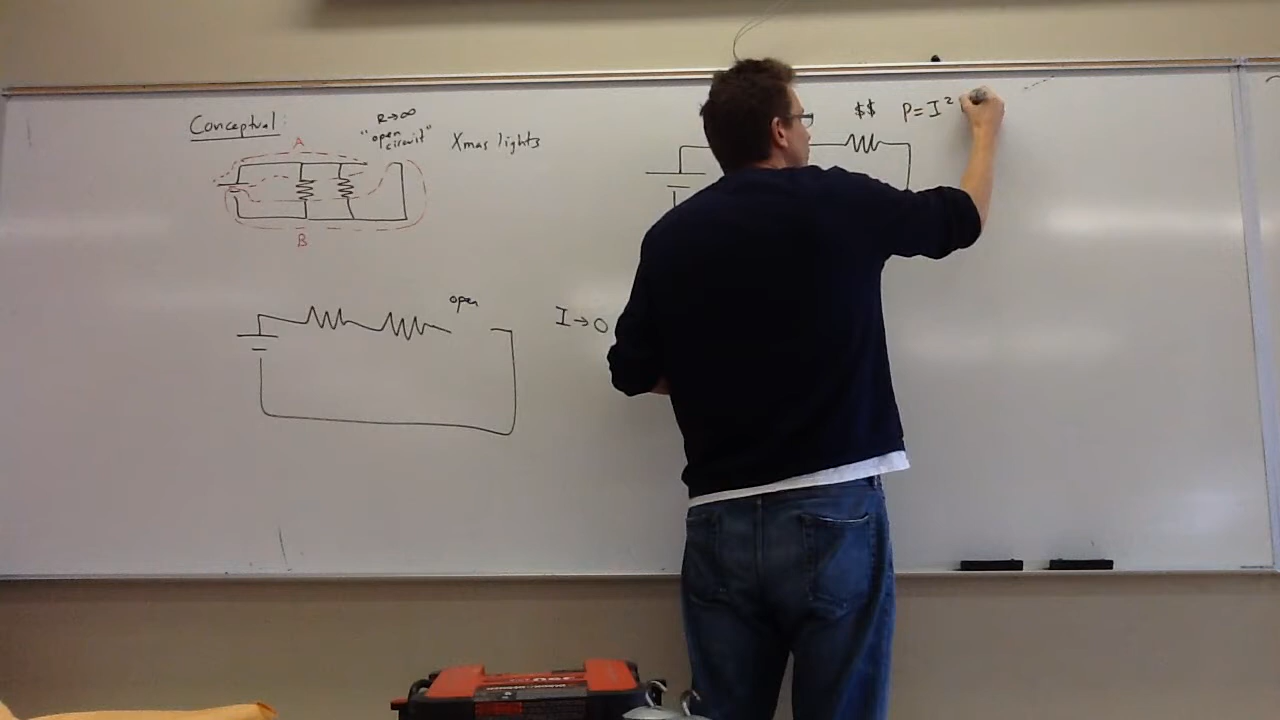 Conceptual:
R→∞
"open
circuit"
Xmas lights
A
B
open
I→0
$$
P=I²